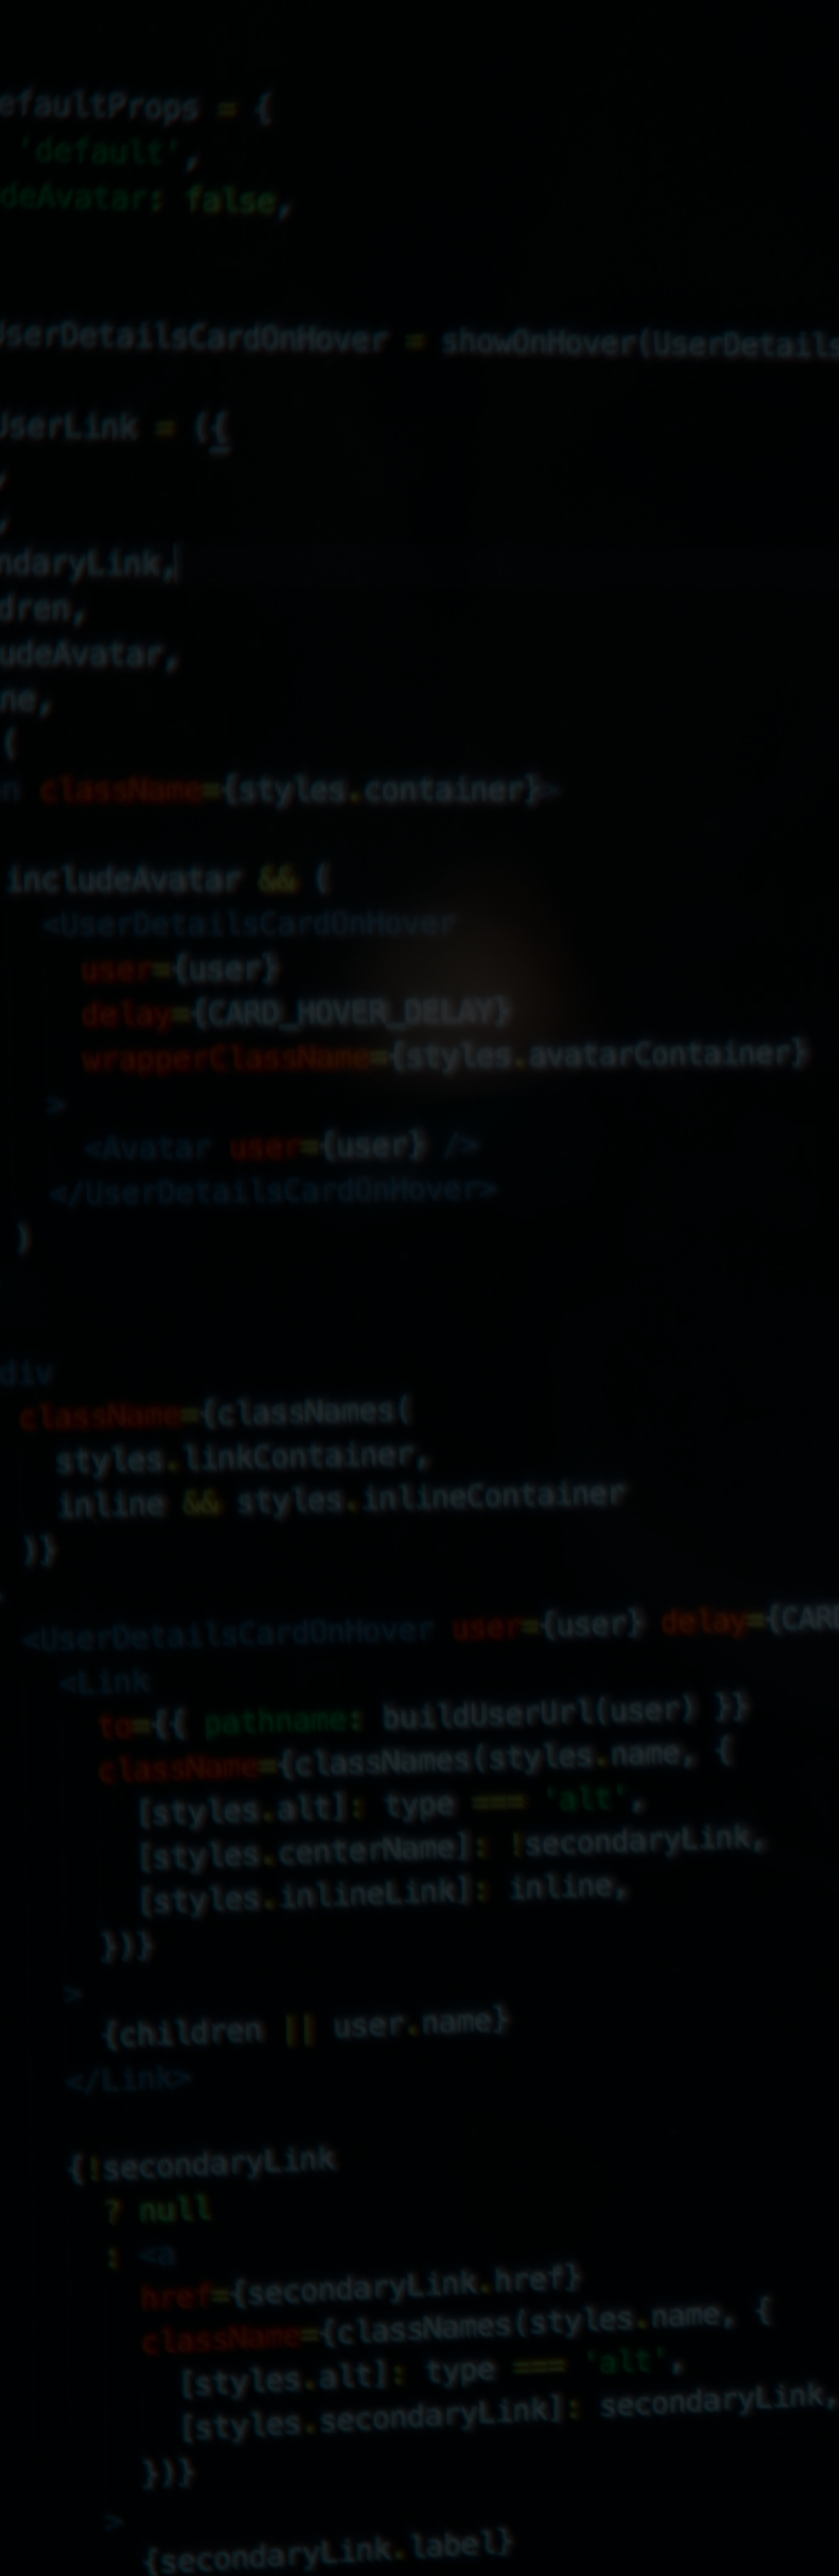 efaultProps = {
'default',
deAvatar: false,
UserDetailsCardOnHover = showOnHover(UserDetails
UserLink = ({
,
,
ndaryLink,
dren,
udeAvatar,
ne,
(
n className={styles.container}>
includeAvatar && (
<UserDetailsCardOnHover
user={user}
delay={CARD_HOVER_DELAY}
wrapperClassName={styles.avatarContainer}
>
<Avatar user={user} />
</UserDetailsCardOnHover>
)
div
className={classNames(
styles.linkContainer,
inline && styles.inlineContainer
)}
<UserDetailsCardOnHover user={user} delay={CARD
<Link
to={{ pathname: buildUserUrl(user) }}
className={classNames(styles.name, {
[styles.alt]: type === 'alt',
[styles.centerName]: !secondaryLink,
[styles.inlineLink]: inline,
})}
>
{children || user.name}
</Link>
{!secondaryLink
? null
: <a
href={secondaryLink.href}
className={classNames(styles.name, {
[styles.alt]: type === 'alt',
[styles.secondaryLink]: secondaryLink,
})}
>
{secondaryLink.label}